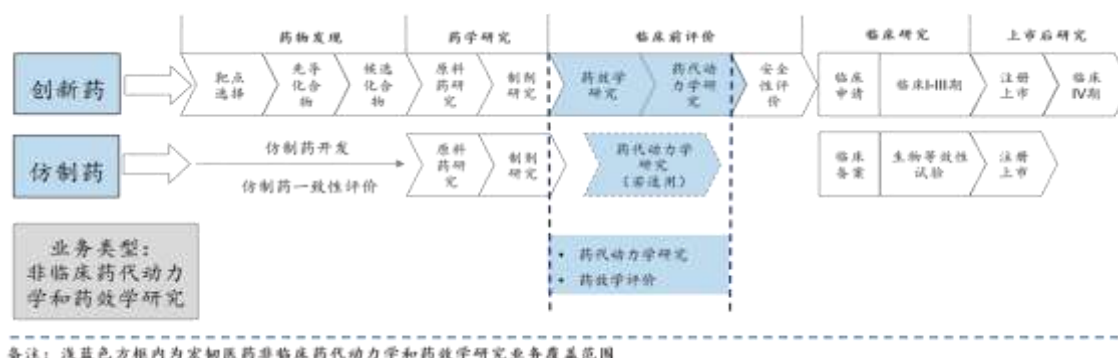 药物发现 药学研究 临床前评价 临床研究 上市后研究
创新药
靶点
选择
先导
化合
物
候选
化合
物
原料
药研
究
制剂
研究
药效学
研究
药代动
力学研
究
安全
性评
价
临床
申请
临床I-III期
注册
上市
临床
IV期
仿制药
仿制药开发
仿制药一致性评价
原料
药研
究
制剂
研究
药代动力学
研究
(若适用)
临床
备案
生物等效性
试验
注册
上市
业务类型:
非临床药代动力
学和药效学研究
• 药代动力学研究
• 药效学评价
备注:浅蓝色方框内为宏韧医药非临床药代动力学和药效学研究业务覆盖范围